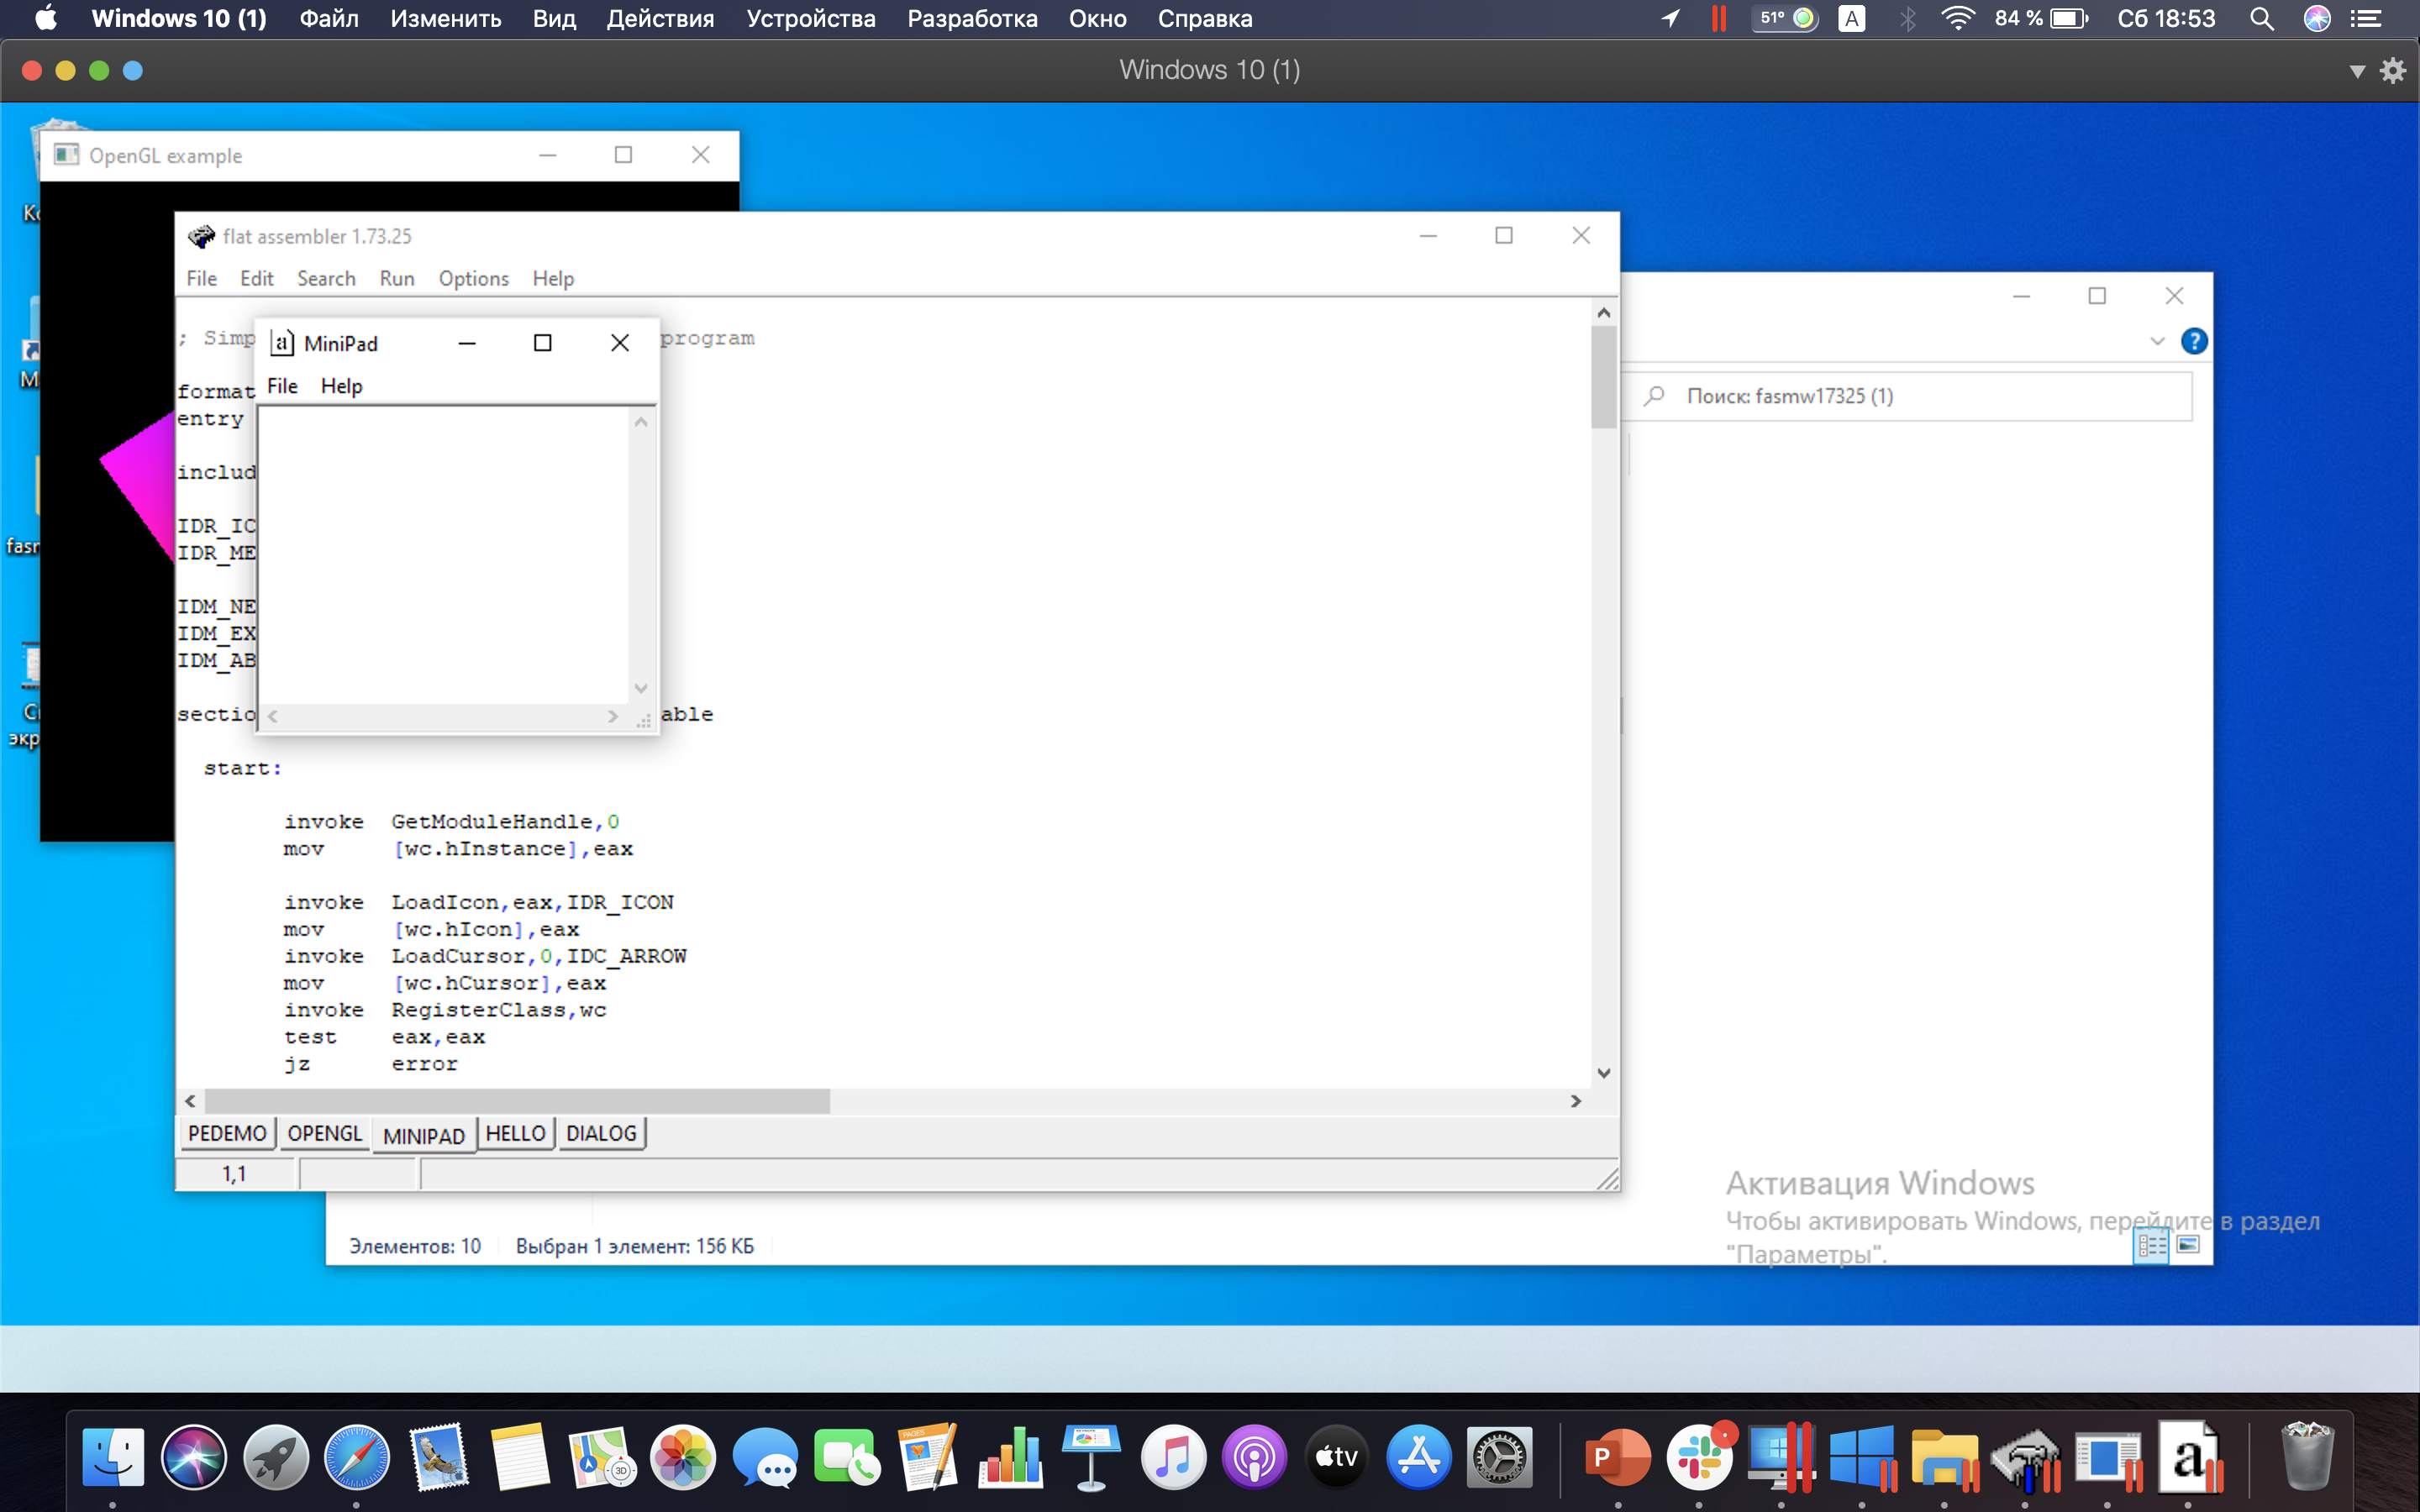 Windows 10 (1) Файл Изменить Вид Действия Устройства Разработка Окно Справка 51° A 84 % Сб 18:53
Windows 10 (1)
OpenGL example
flat assembler 1.73.25
File Edit Search Run Options Help
; Simp program
MiniPad
File Help
format
entry
includ
IDR_IC
IDR_ME
IDM_NE
IDM_EX
IDM_AB
sectio able
start:
invoke GetModuleHandle,0
mov [wc.hInstance],eax
invoke LoadIcon,eax,IDR_ICON
mov [wc.hIcon],eax
invoke LoadCursor,0,IDC_ARROW
mov [wc.hCursor],eax
invoke RegisterClass,wc
test eax,eax
jz error
PEDEMO OPENGL MINIPAD HELLO DIALOG
1,1
Поиск: fasmw17325 (1)
Элементов: 10 Выбран 1 элемент: 156 КБ
Активация Windows
Чтобы активировать Windows, перейдите в раздел
"Параметры".
fasm
экр
PAGES
3D
tv
P
a